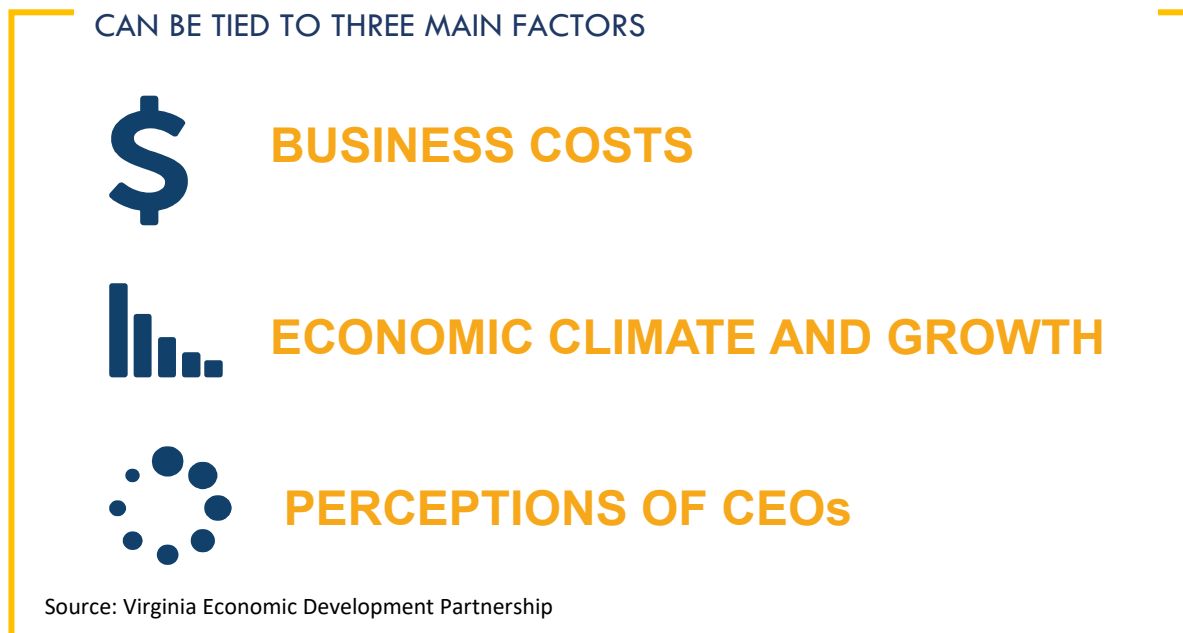 CAN BE TIED TO THREE MAIN FACTORS
BUSINESS COSTS
ECONOMIC CLIMATE AND GROWTH
PERCEPTIONS OF CEOs
Source: Virginia Economic Development Partnership